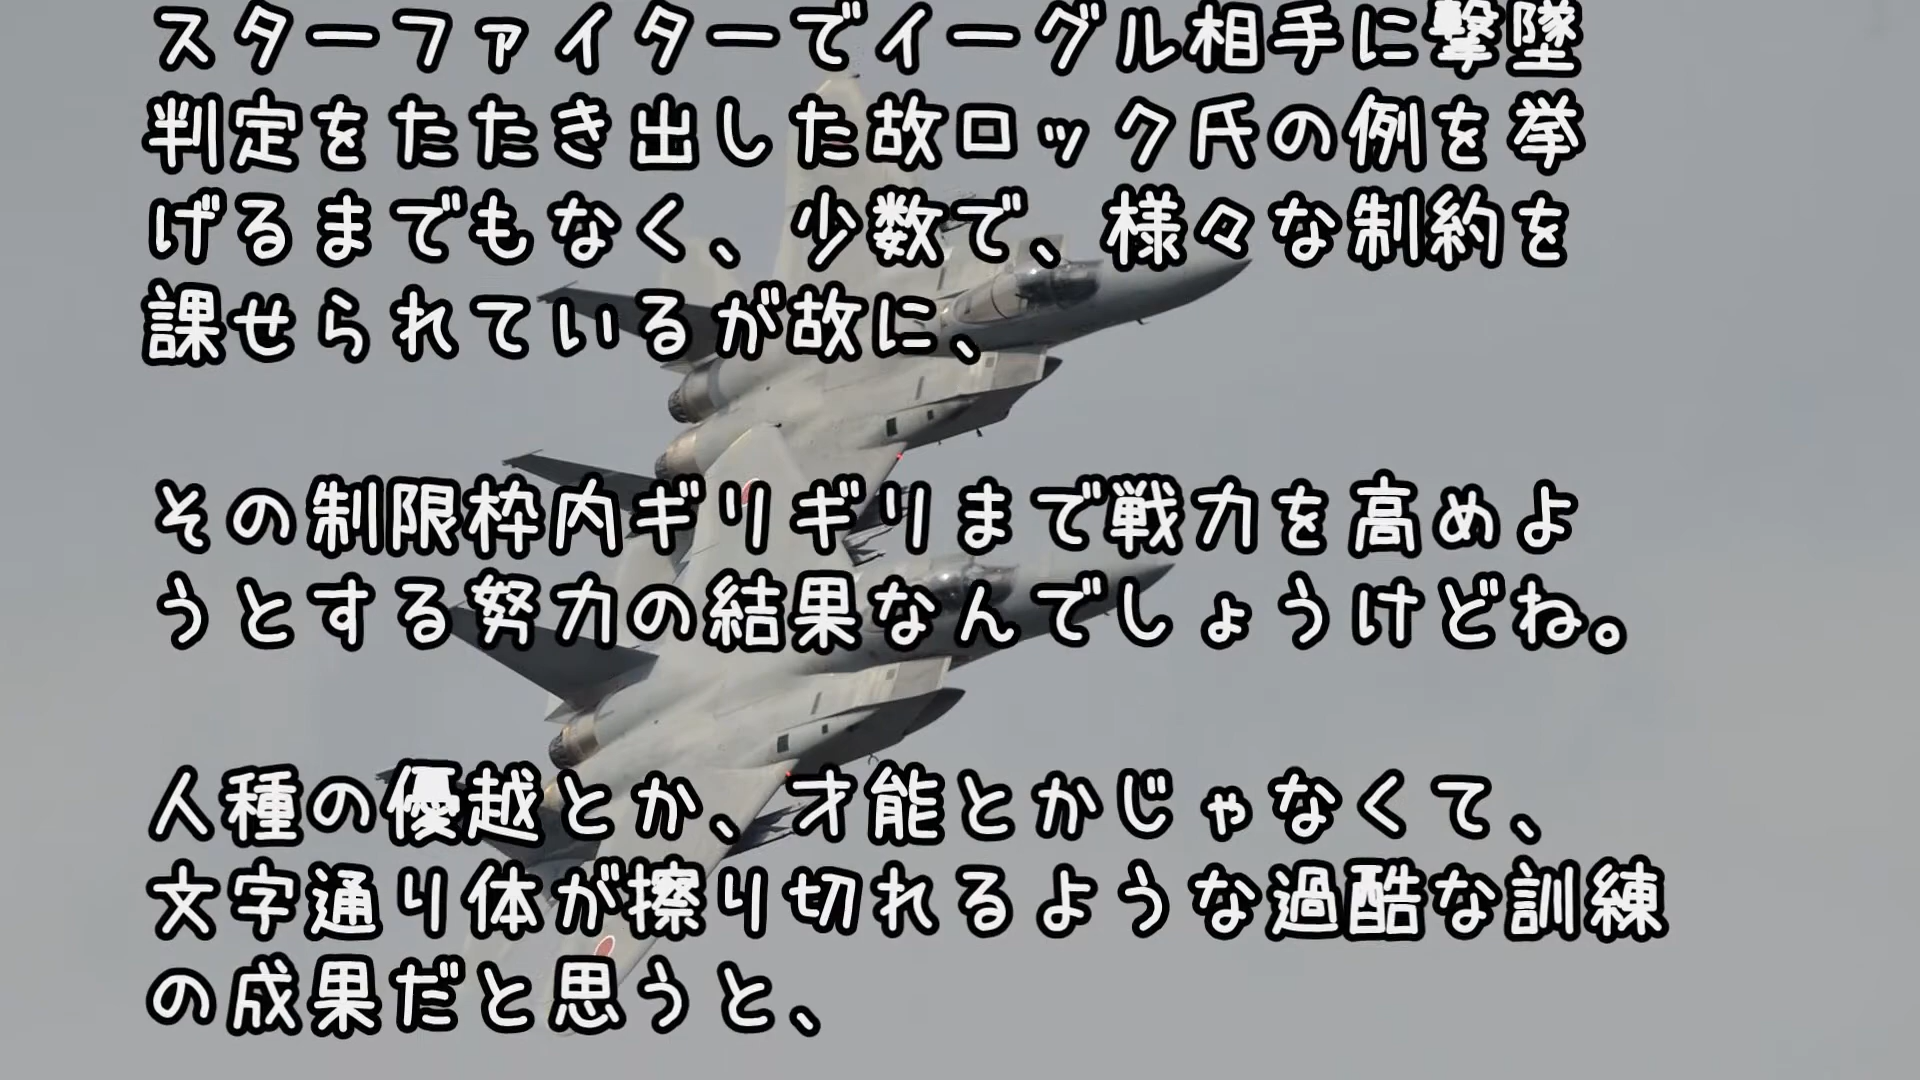 スターファイターでイーグル相手に撃墜
判定をたたき出した故ロック氏の例を挙
げるまでもなく、少数で、様々な制約を
課せられているが故に、
その制限枠内ギリギリまで戦力を高めよ
うとする努力の結果なんでしょうけどね。
人種の優越とか、才能とかじゃなくて、
文字通り体が擦り切れるような過酷な訓練
の成果だと思うと、